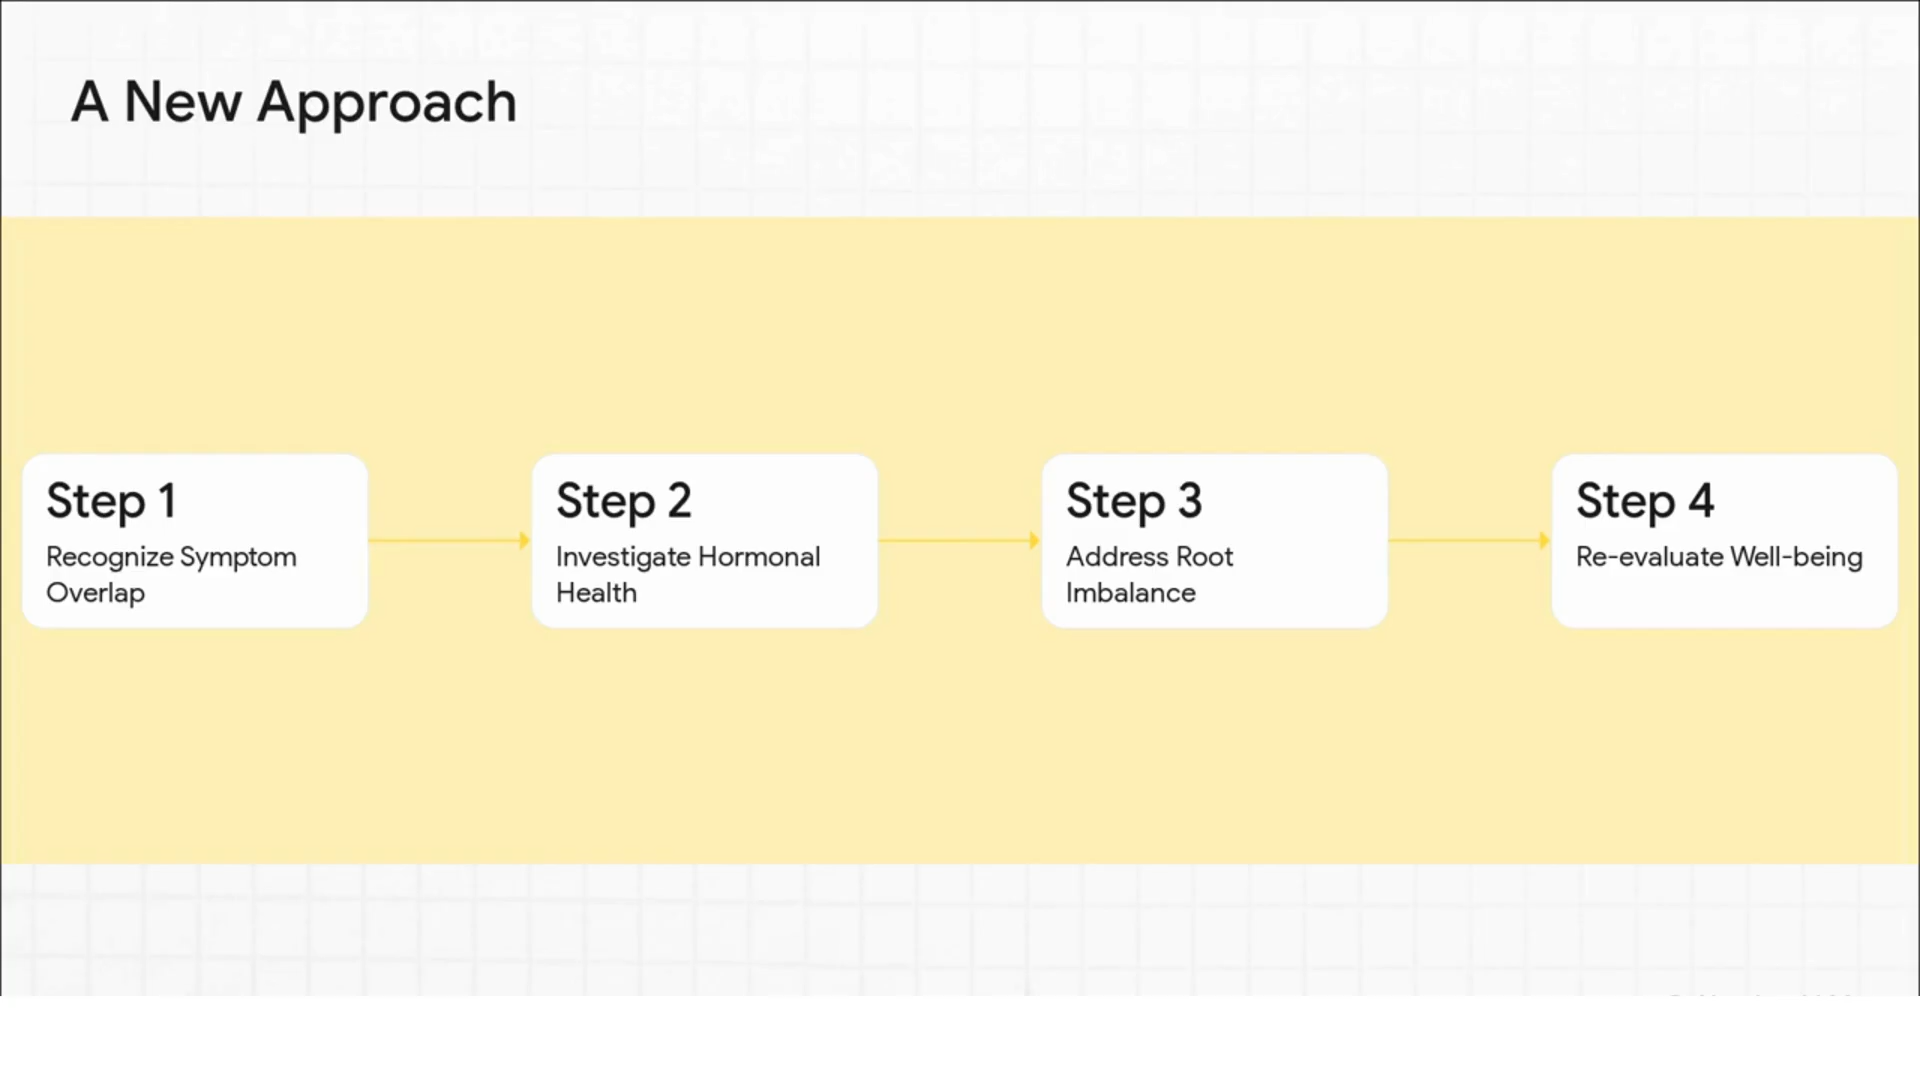 A New Approach
Step 1
Recognize Symptom
Overlap
Step 2
Investigate Hormonal
Health
Step 3
Address Root
Imbalance
Step 4
Re-evaluate Well-being